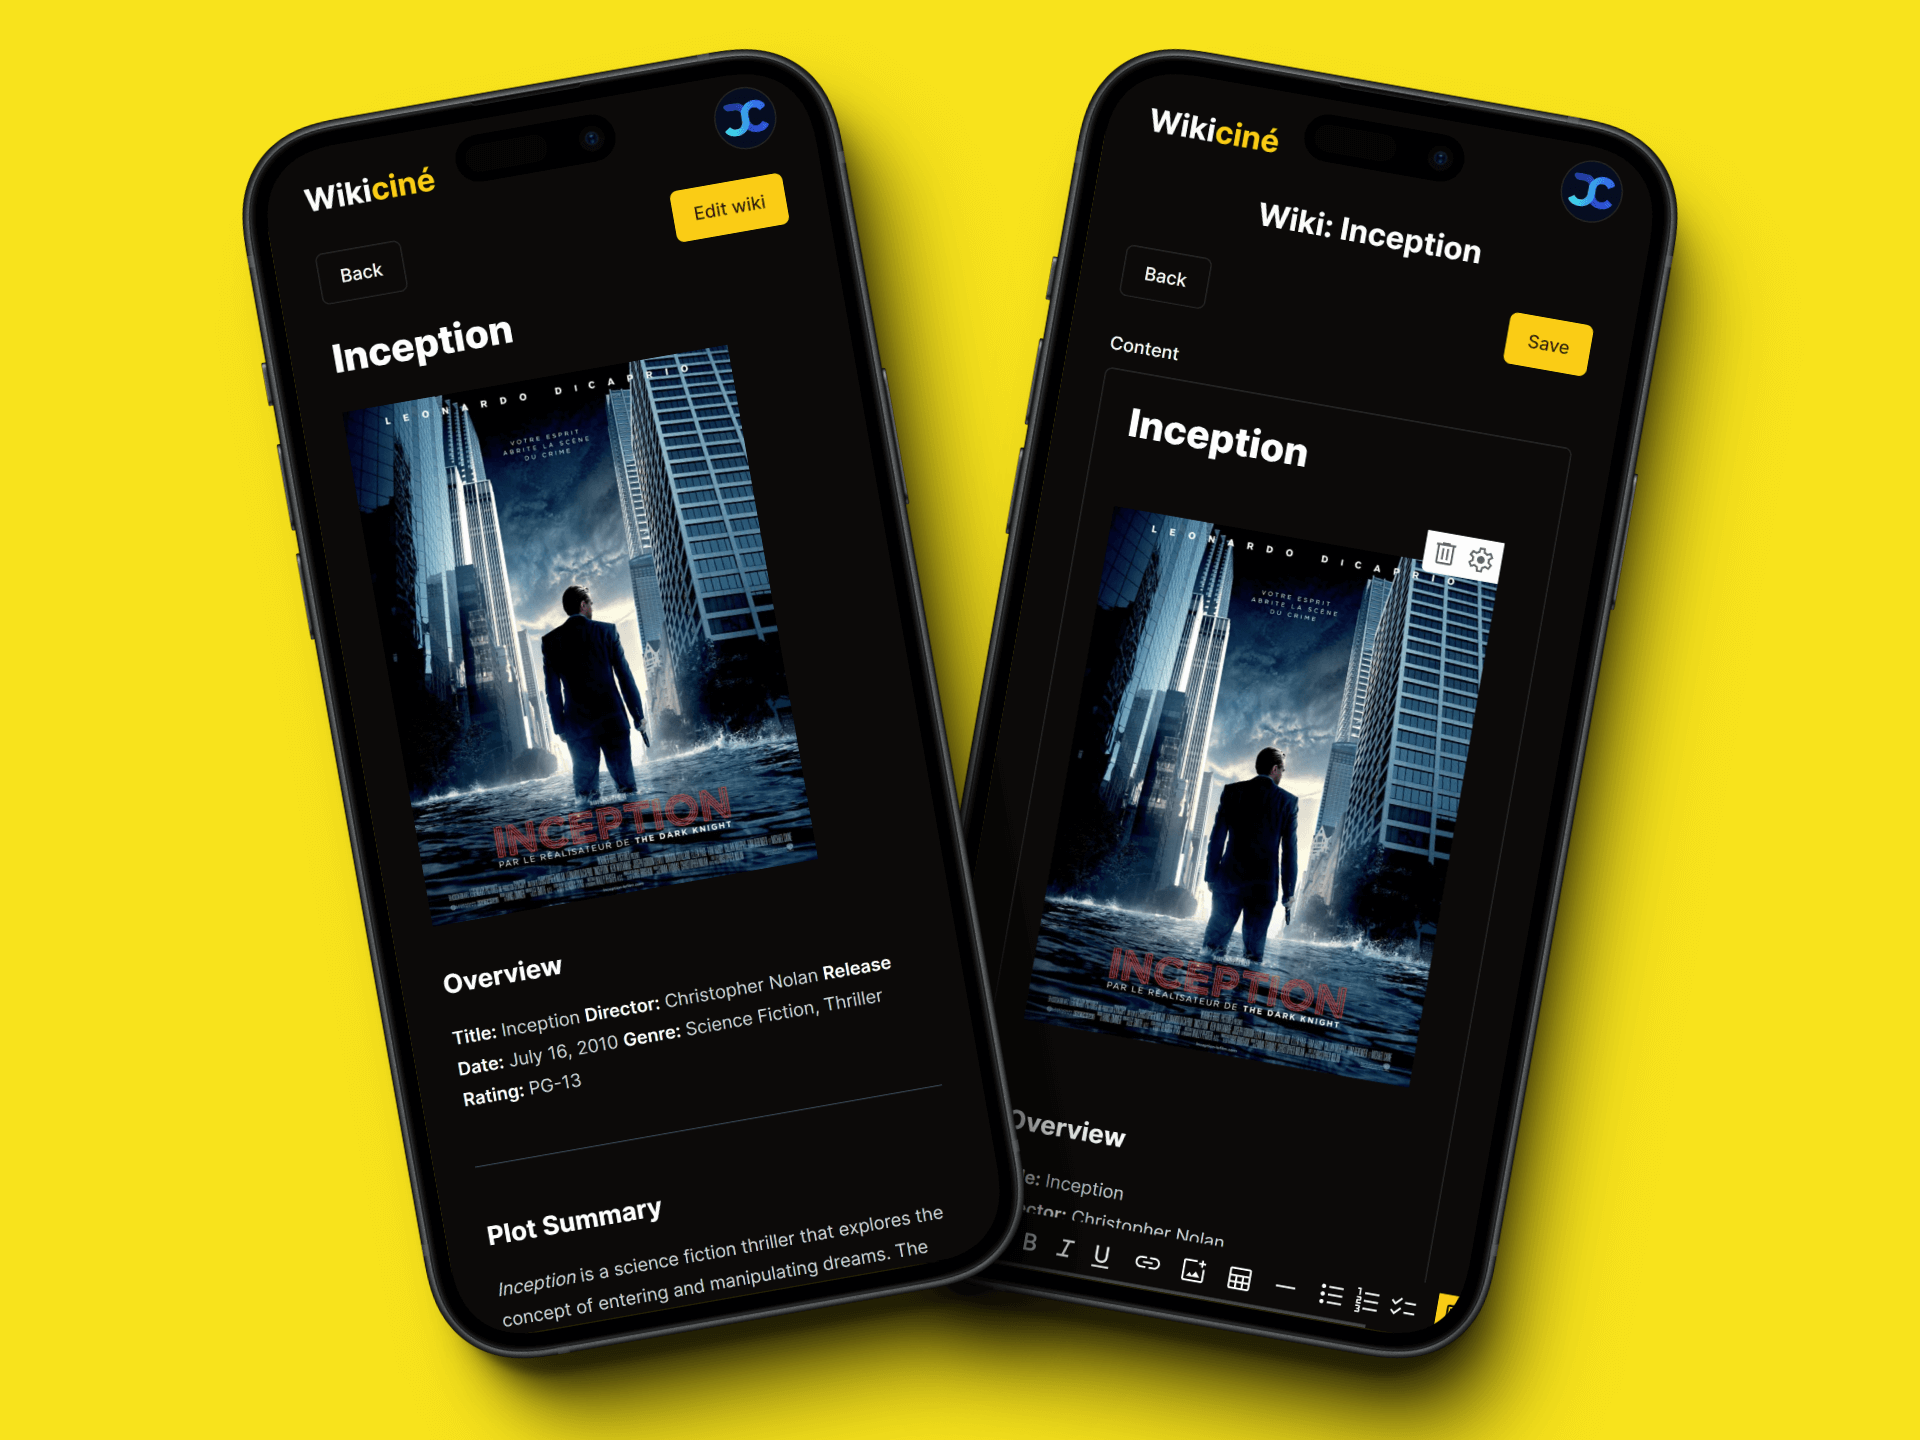 Wikiciné
Edit wiki
Back
Inception
LEONARDO DICAPRIO
VOTRE ESPRIT
ABRITE LA SCÈNE
DU CRIME
INCEPTION
PAR LE RÉALISATEUR DE THE DARK KNIGHT
Overview
Title: Inception Director: Christopher Nolan Release
Date: July 16, 2010 Genre: Science Fiction, Thriller
Rating: PG-13
Plot Summary
Inception is a science fiction thriller that explores the
concept of entering and manipulating dreams. The
Wikiciné
Wiki: Inception
Back
Save
Content
Inception
LEONARDO DICAPRIO
VOTRE ESPRIT
ABRITE LA SCÈNE
DU CRIME
INCEPTION
PAR LE RÉALISATEUR DE THE DARK KNIGHT
Overview
le: Inception
ector: Christopher Nolan
B I U